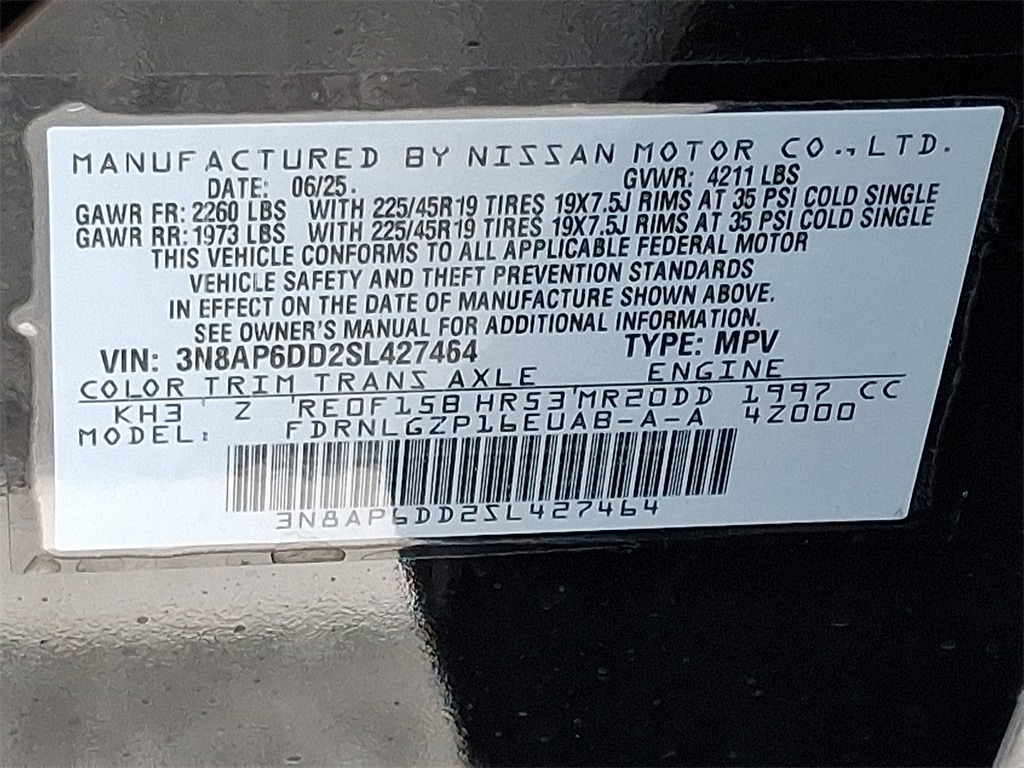 MANUFACTURED BY NISSAN MOTOR CO., LTD.
DATE: 06/25. GVWR: 4211 LBS
GAWR FR: 2260 LBS WITH 225/45R19 TIRES 19X7.5J RIMS AT 35 PSI COLD SINGLE
GAWR RR: 1973 LBS WITH 225/45R19 TIRES 19X7.5J RIMS AT 35 PSI COLD SINGLE
THIS VEHICLE CONFORMS TO ALL APPLICABLE FEDERAL MOTOR
VEHICLE SAFETY AND THEFT PREVENTION STANDARDS
IN EFFECT ON THE DATE OF MANUFACTURE SHOWN ABOVE.
SEE OWNER'S MANUAL FOR ADDITIONAL INFORMATION.
VIN: 3N8AP6DD2SL427464 TYPE: MPV
COLOR TRIM TRANS AXLE ENGINE
KH3 Z RE0F15B HR53 MR20DD 1997 CC
MODEL: FDRNLGZP16EUAB-A-A 4Z000
3N8AP6DD2SL427464